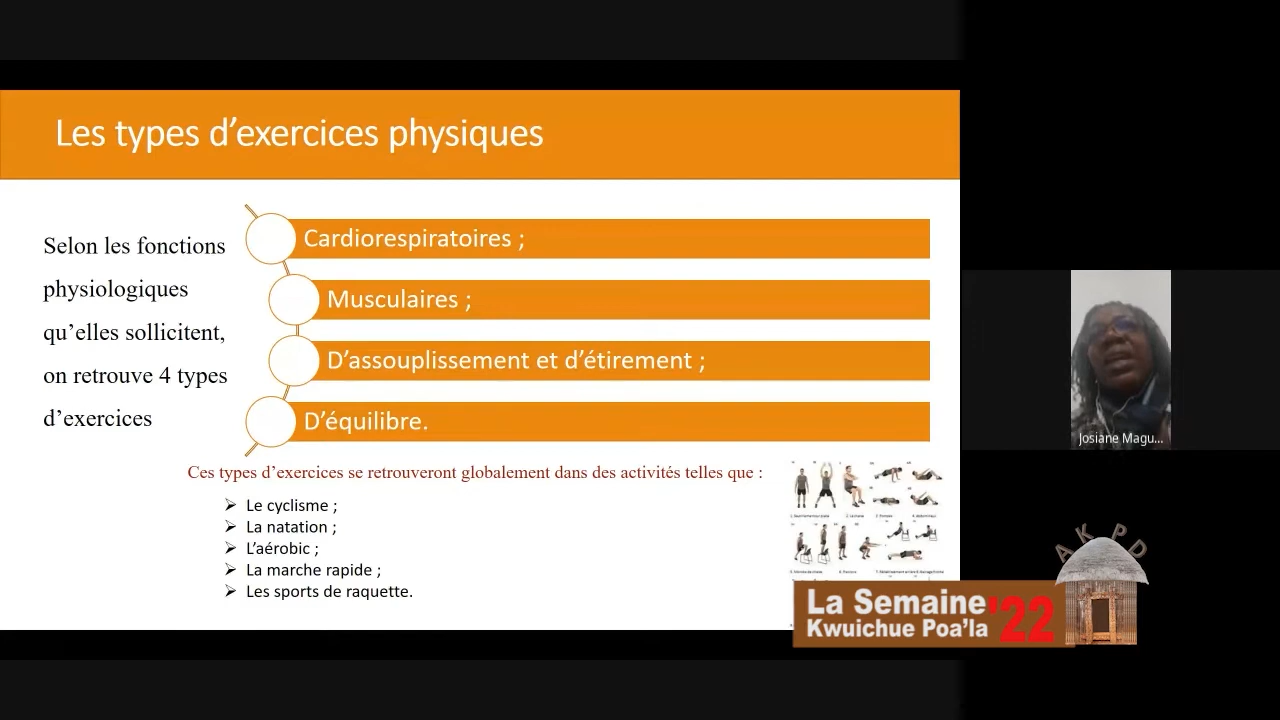 Les types d’exercices physiques
Selon les fonctions
physiologiques
qu’elles sollicitent,
on retrouve 4 types
d’exercices
Cardiorespiratoires ;
Musculaires ;
D’assouplissement et d’étirement ;
D’équilibre.
Ces types d’exercices se retrouveront globalement dans des activités telles que :
Le cyclisme ;
La natation ;
L’aérobic ;
La marche rapide ;
Les sports de raquette.
Josiane Magu...
AKPD
La Semaine '22
Kwuichue Poa’la